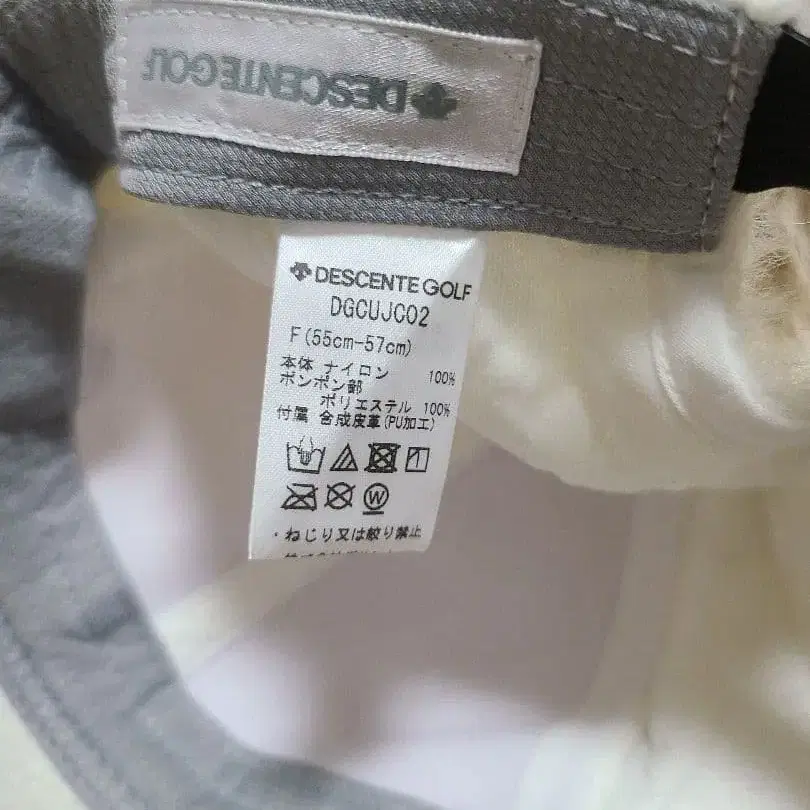 DESCENTE GOLF
DESCENTE GOLF
DGCUJC02
F(55cm-57cm)
本体 ナイロン 100%
ポンポン部
ポリエステル 100%
付属 合成皮革(PU加工)
W
・ねじり又は絞り禁止